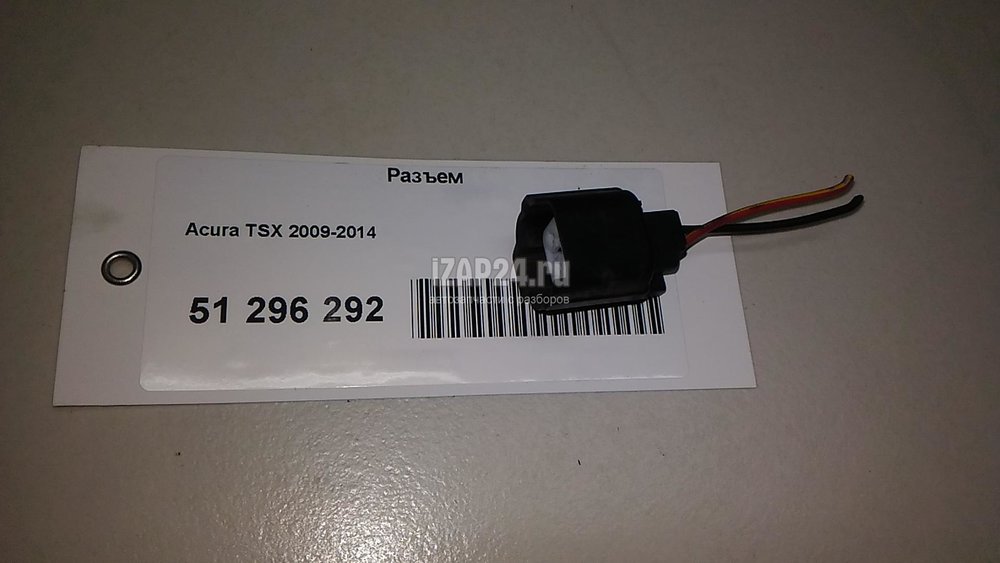 Разъем
Acura TSX 2009-2014
iZAP24.ru
автозапчасти с разборов
51 296 292